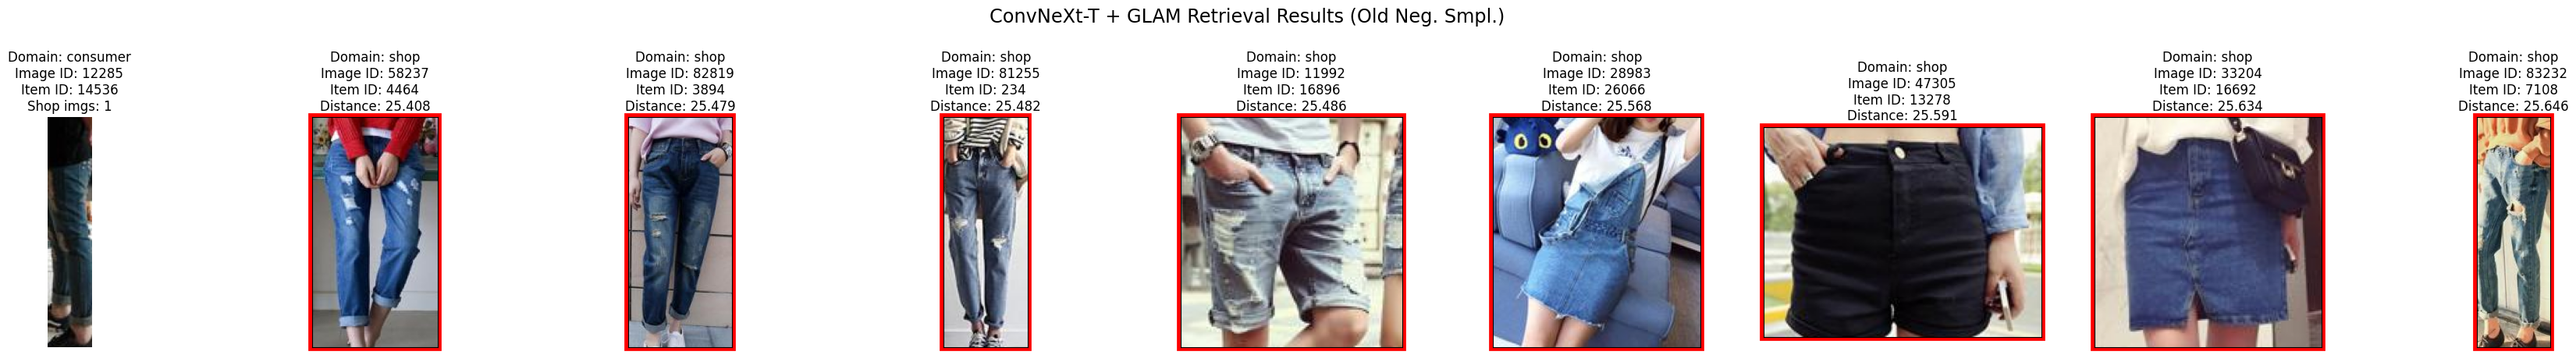 ConvNeXt-T + GLAM Retrieval Results (Old Neg. Smpl.)
Domain: consumer
Image ID: 12285
Item ID: 14536
Shop imgs: 1
Domain: shop
Image ID: 58237
Item ID: 4464
Distance: 25.408
Domain: shop
Image ID: 82819
Item ID: 3894
Distance: 25.479
Domain: shop
Image ID: 81255
Item ID: 234
Distance: 25.482
Domain: shop
Image ID: 11992
Item ID: 16896
Distance: 25.486
Domain: shop
Image ID: 28983
Item ID: 26066
Distance: 25.568
Domain: shop
Image ID: 47305
Item ID: 13278
Distance: 25.591
Domain: shop
Image ID: 33204
Item ID: 16692
Distance: 25.634
Domain: shop
Image ID: 83232
Item ID: 7108
Distance: 25.646